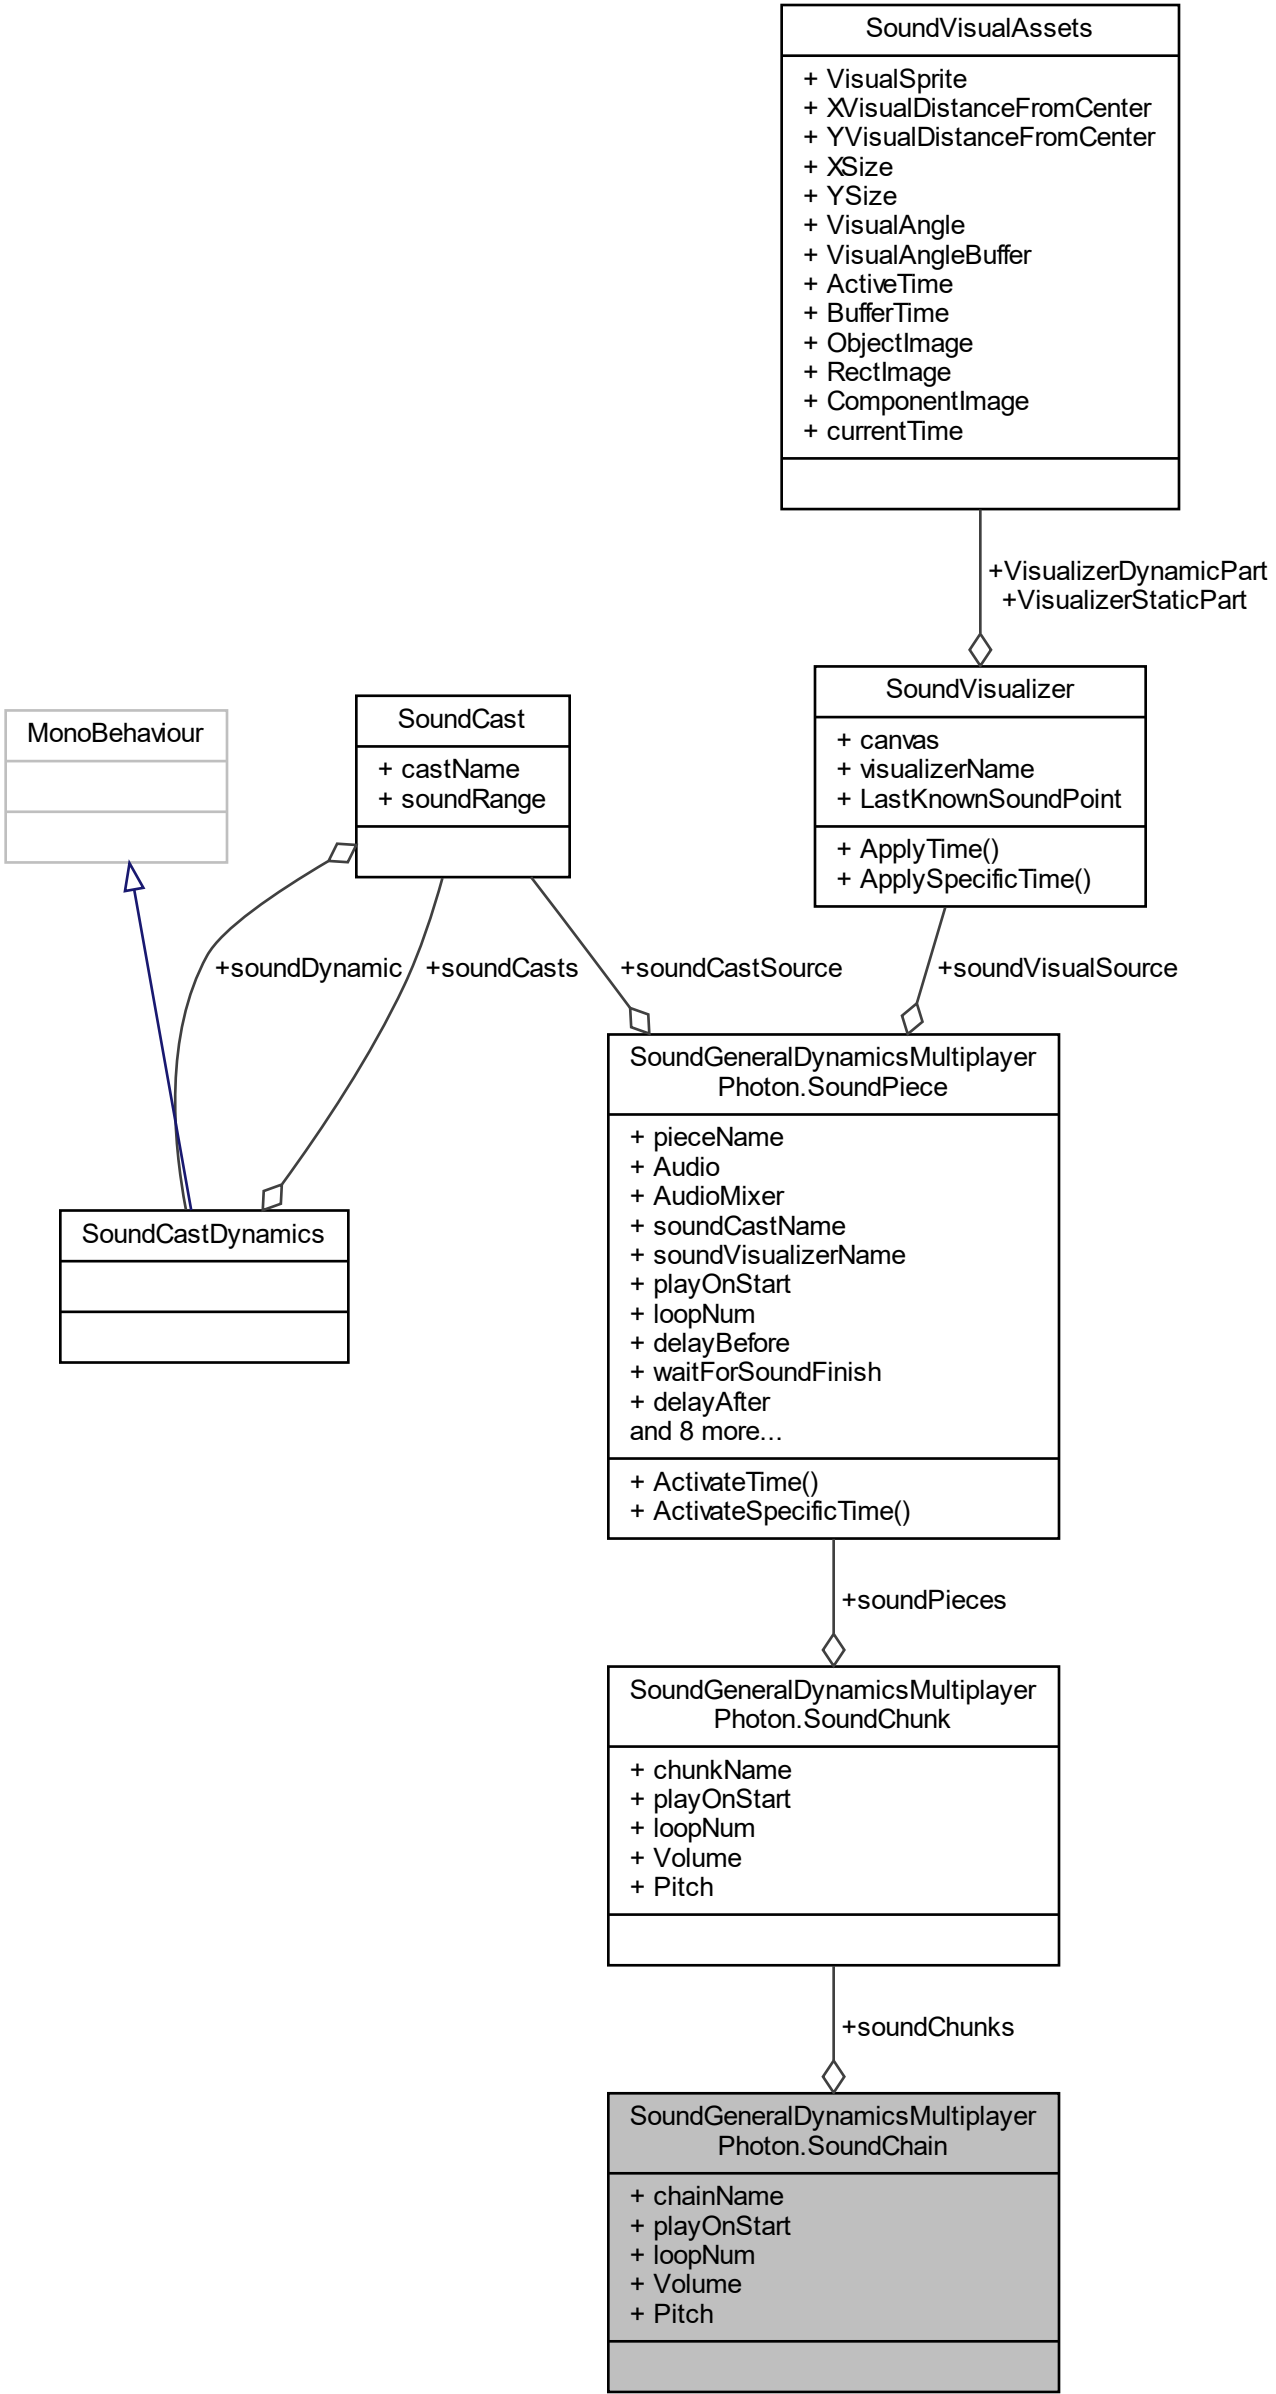 SoundVisualAssets
+ VisualSprite
+ XVisualDistanceFromCenter
+ YVisualDistanceFromCenter
+ XSize
+ YSize
+ VisualAngle
+ VisualAngleBuffer
+ ActiveTime
+ BufferTime
+ ObjectImage
+ RectImage
+ ComponentImage
+ currentTime
+VisualizerDynamicPart
+VisualizerStaticPart
SoundVisualizer
+ canvas
+ visualizerName
+ LastKnownSoundPoint
+ ApplyTime()
+ ApplySpecificTime()
SoundCast
+ castName
+ soundRange
MonoBehaviour
+soundDynamic
+soundCasts
+soundCastSource
+soundVisualSource
SoundGeneralDynamicsMultiplayer
Photon.SoundPiece
+ pieceName
+ Audio
+ AudioMixer
+ soundCastName
+ soundVisualizerName
+ playOnStart
+ loopNum
+ delayBefore
+ waitForSoundFinish
+ delayAfter
and 8 more...
+ ActivateTime()
+ ActivateSpecificTime()
SoundCastDynamics
+soundPieces
SoundGeneralDynamicsMultiplayer
Photon.SoundChunk
+ chunkName
+ playOnStart
+ loopNum
+ Volume
+ Pitch
+soundChunks
SoundGeneralDynamicsMultiplayer
Photon.SoundChain
+ chainName
+ playOnStart
+ loopNum
+ Volume
+ Pitch